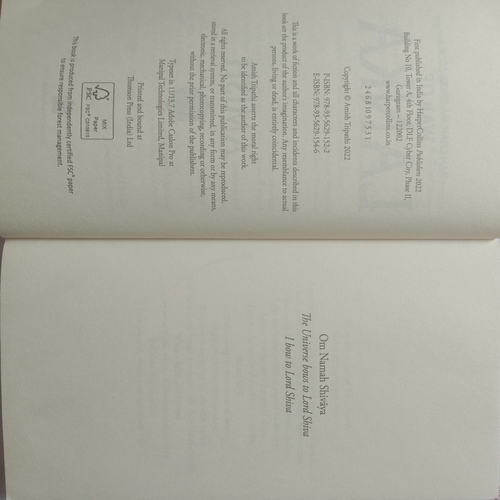 First published in India by HarperCollins Publishers 2022
Building No 10, Tower A, 4th Floor, DLF Cyber City, Phase II,
Gurugram – 122002
www.harpercollins.co.in
2 4 6 8 10 9 7 5 3 1
Copyright © Amish Tripathi 2022
P-ISBN: 978-93-5629-152-2
E-ISBN: 978-93-5629-154-6
This is a work of fiction and all characters and incidents described in this
book are the product of the author's imagination. Any resemblance to actual
persons, living or dead, is entirely coincidental.
Amish Tripathi asserts the moral right
to be identified as the author of this work.
All rights reserved. No part of this publication may be reproduced,
stored in a retrieval system, or transmitted, in any form or by any means,
electronic, mechanical, photocopying, recording or otherwise,
without the prior permission of the publishers.
Typeset in 11/13.7 Adobe Caslon Pro at
Manipal Technologies Limited, Manipal
Printed and bound at
Thomson Press (India) Ltd
MIX
Paper
FSC
This book is produced from independently certified FSC® paper
to ensure responsible forest management.
Om Namah Shivāya
The Universe bows to Lord Shiva
I bow to Lord Shiva